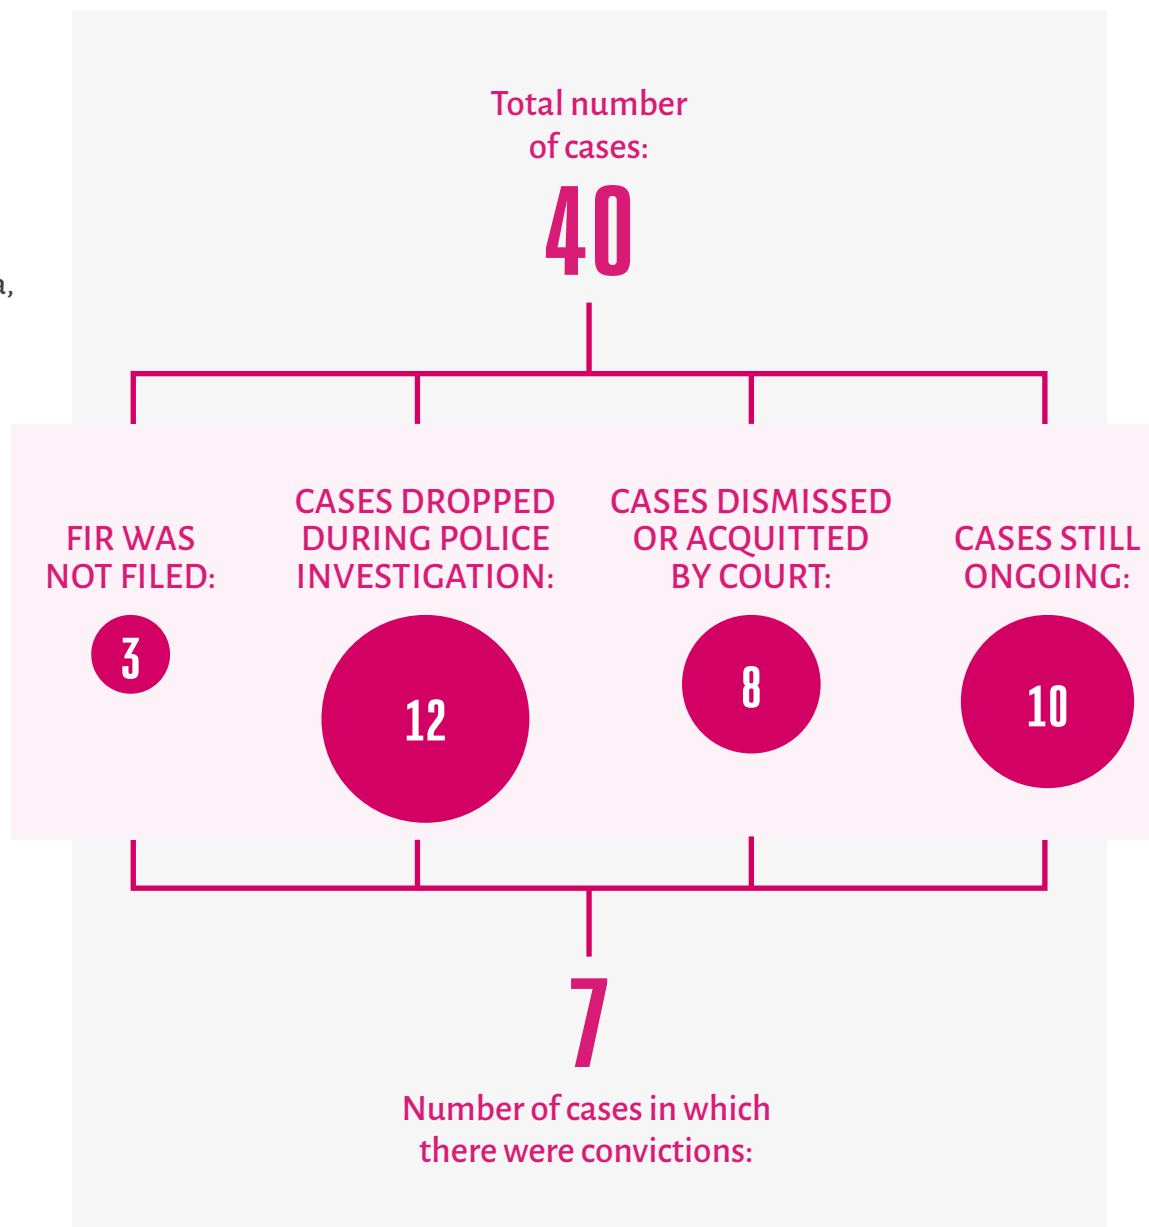 Total number
of cases:
40
a,
FIR WAS
NOT FILED:
3
CASES DROPPED
DURING POLICE
INVESTIGATION:
12
CASES DISMISSED
OR ACQUITTED
BY COURT:
8
CASES STILL
ONGOING:
10
7
Number of cases in which
there were convictions: